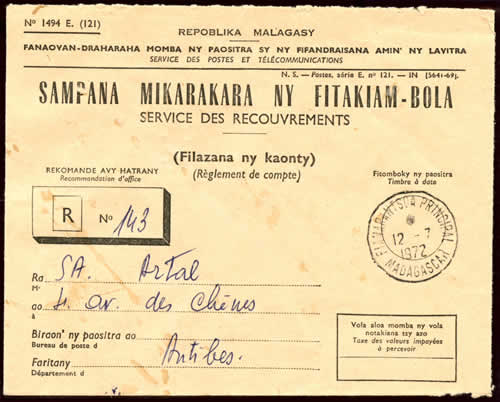 No 1494 E. (121)
REPOBLIKA MALAGASY
FANAOVAN-DRAHARAHA MOMBA NY PAOSITRA SY NY FIFANDRAISANA AMIN' NY LAVITRA
SERVICE DES POSTES ET TÉLÉCOMMUNICATIONS
N. S. — Postes, série E. n° 121. — IN [5641-69].
SAMPANA MIKARAKARA NY FITAKIAM-BOLA
SERVICE DES RECOUVREMENTS
(Filazana ny kaonty)
(Règlement de compte)
REKOMANDE AVY HATRANY
Recommandation d'office
Fitomboky ny paositra
Timbre à date
R No 143
FIANARANTSOA PRINCIPAL
12 - 7
1972
MADAGASCAR
Ra SA. Artal
Mr
ao 4. av. des Chênes
à
Biraon' ny paositra ao
Bureau de poste d
Antibes.
Faritany
Département d
Vola aloa momba ny vola
notakiana tsy azo
Taxe des valeurs impayées
à percevoir